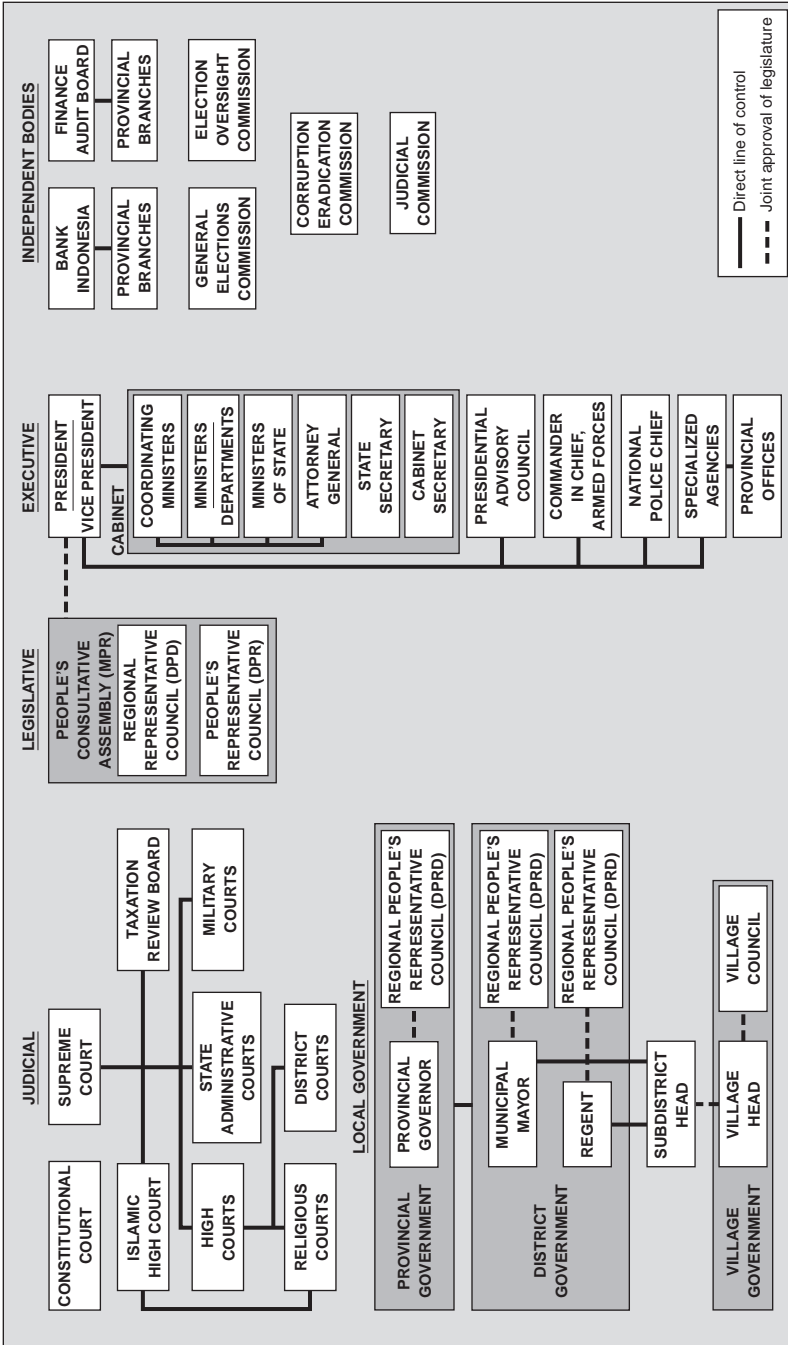 JUDICIAL
CONSTITUTIONAL
COURT
SUPREME
COURT
ISLAMIC
HIGH COURT
TAXATION
REVIEW BOARD
HIGH
COURTS
STATE
ADMINISTRATIVE
COURTS
MILITARY
COURTS
RELIGIOUS
COURTS
DISTRICT
COURTS
LEGISLATIVE
PEOPLE'S
CONSULTATIVE
ASSEMBLY (MPR)
REGIONAL
REPRESENTATIVE
COUNCIL (DPD)
PEOPLE'S
REPRESENTATIVE
COUNCIL (DPR)
EXECUTIVE
PRESIDENT
VICE PRESIDENT
CABINET
COORDINATING
MINISTERS
MINISTERS
DEPARTMENTS
MINISTERS
OF STATE
ATTORNEY
GENERAL
STATE
SECRETARY
CABINET
SECRETARY
PRESIDENTIAL
ADVISORY
COUNCIL
COMMANDER
IN CHIEF,
ARMED FORCES
NATIONAL
POLICE CHIEF
SPECIALIZED
AGENCIES
PROVINCIAL
OFFICES
INDEPENDENT BODIES
BANK
INDONESIA
FINANCE
AUDIT BOARD
PROVINCIAL
BRANCHES
PROVINCIAL
BRANCHES
GENERAL
ELECTIONS
COMMISSION
ELECTION
OVERSIGHT
COMMISSION
CORRUPTION
ERADICATION
COMMISSION
JUDICIAL
COMMISSION
LOCAL GOVERNMENT
PROVINCIAL
GOVERNMENT
PROVINCIAL
GOVERNOR
REGIONAL PEOPLE'S
REPRESENTATIVE
COUNCIL (DPRD)
DISTRICT
GOVERNMENT
MUNICIPAL
MAYOR
REGIONAL PEOPLE'S
REPRESENTATIVE
COUNCIL (DPRD)
REGENT
REGIONAL PEOPLE'S
REPRESENTATIVE
COUNCIL (DPRD)
SUBDISTRICT
HEAD
VILLAGE
GOVERNMENT
VILLAGE
HEAD
VILLAGE
COUNCIL
Direct line of control
Joint approval of legislature